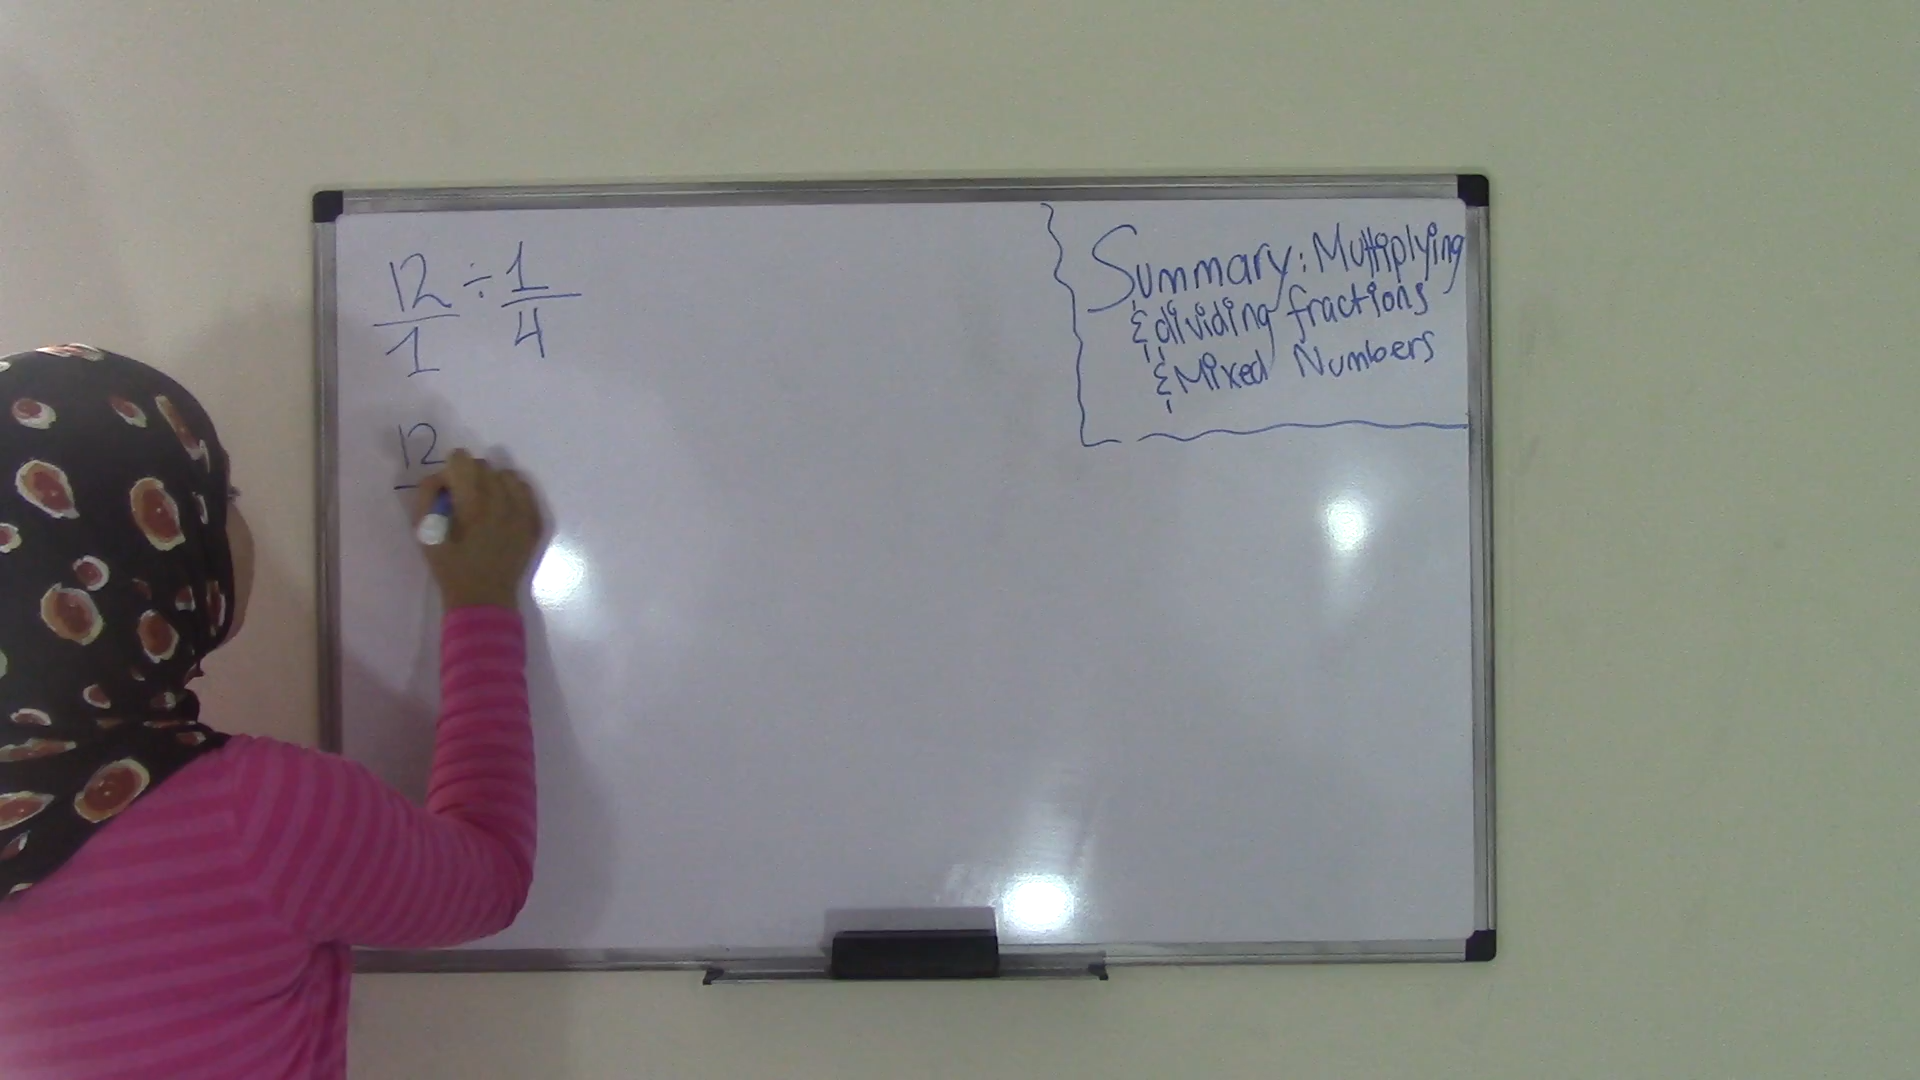 12 ÷ 1
1 4
12
Summary: Multiplying
& dividing fractions
& Mixed Numbers